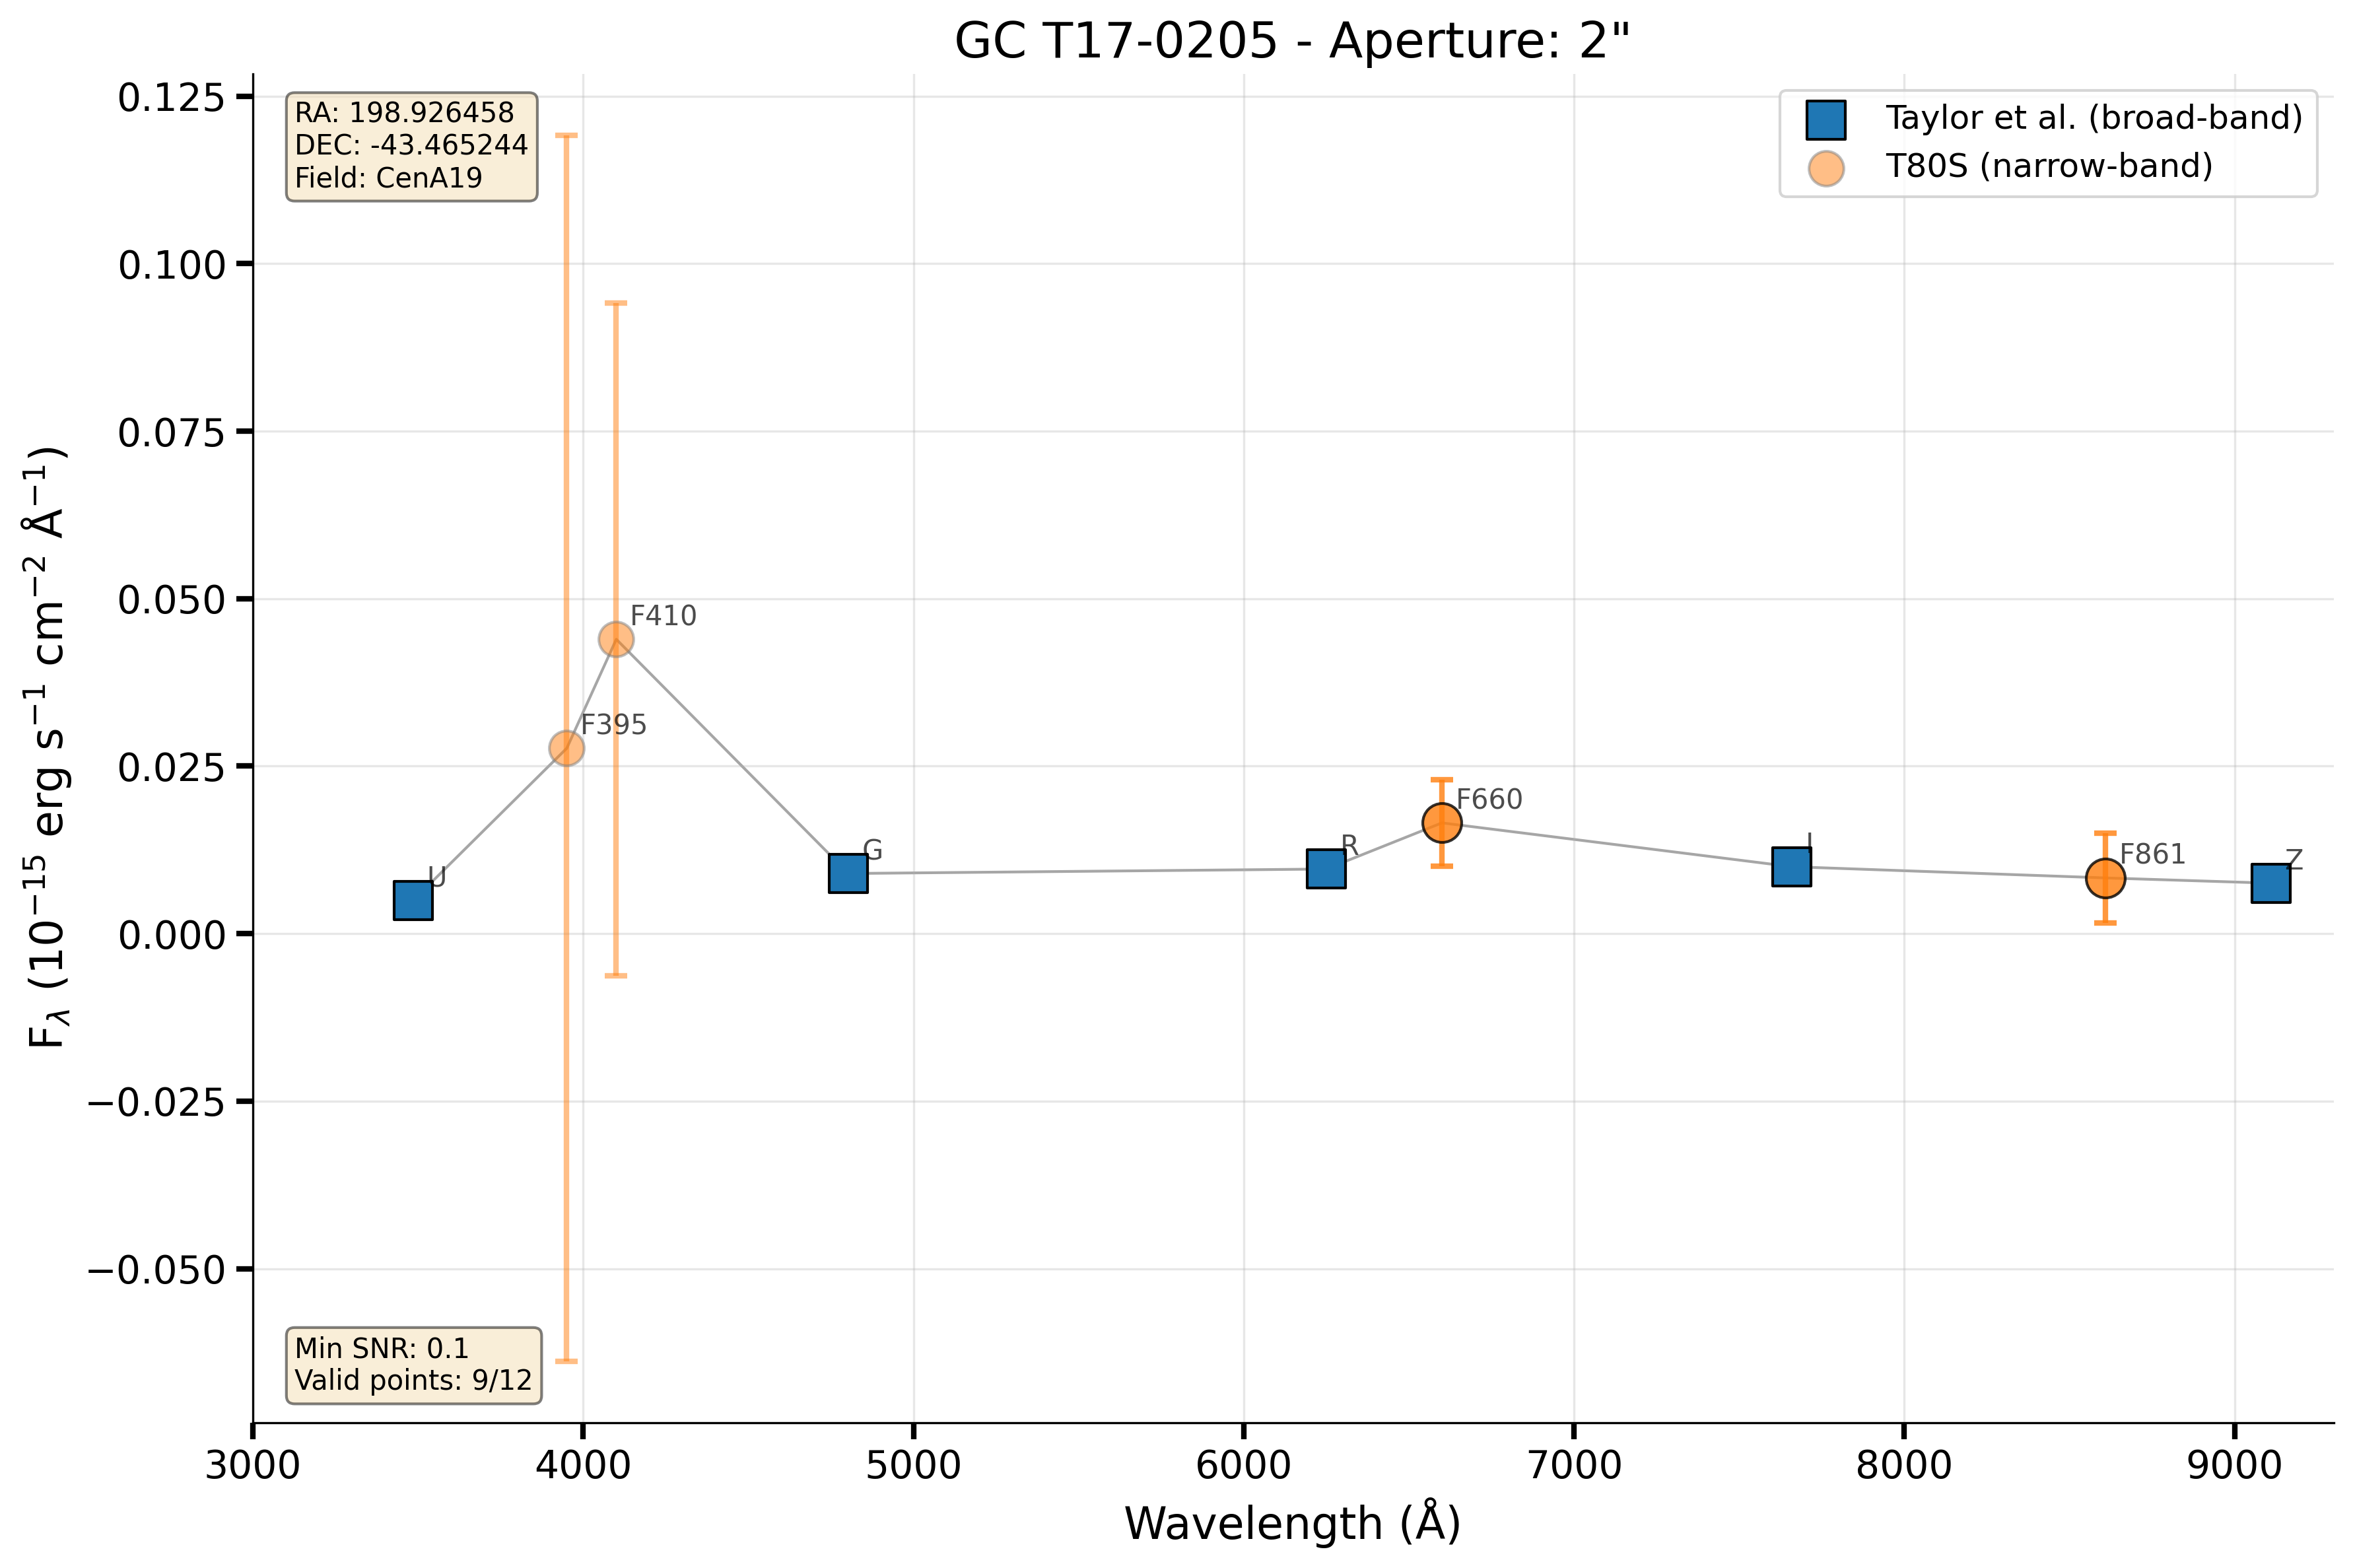 GC T17-0205 - Aperture: 2"
RA: 198.926458
DEC: -43.465244
Field: CenA19
Taylor et al. (broad-band)
T80S (narrow-band)
0.125
0.100
0.075
0.050
0.025
0.000
−0.025
−0.050
F_λ (10⁻¹⁵ erg s⁻¹ cm⁻² Å⁻¹)
U
F395
F410
G
R
F660
I
F861
Z
Min SNR: 0.1
Valid points: 9/12
3000 4000 5000 6000 7000 8000 9000
Wavelength (Å)